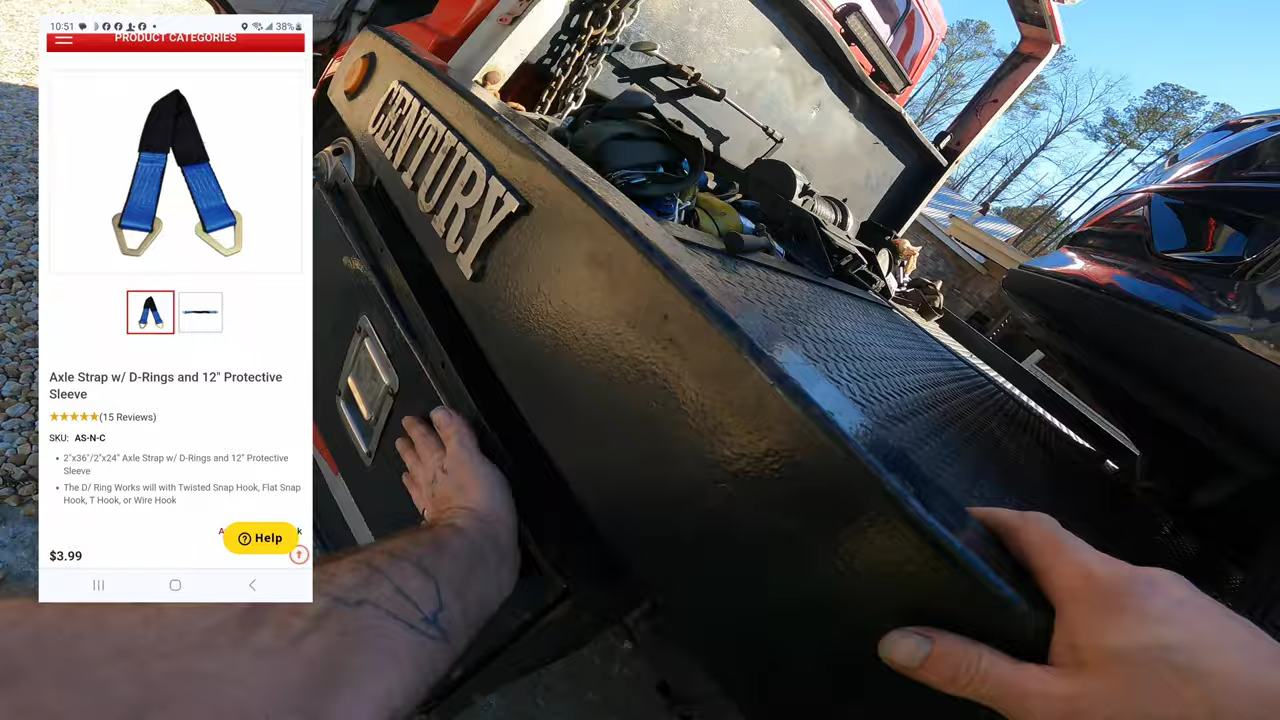 10:51
38%
PRODUCT CATEGORIES
Axle Strap w/ D-Rings and 12" Protective
Sleeve
(15 Reviews)
SKU: AS-N-C
• 2"x36"/2"x24" Axle Strap w/ D-Rings and 12" Protective
Sleeve
• The D/ Ring Works will with Twisted Snap Hook, Flat Snap
Hook, T Hook, or Wire Hook
Help
$3.99
CENTURY